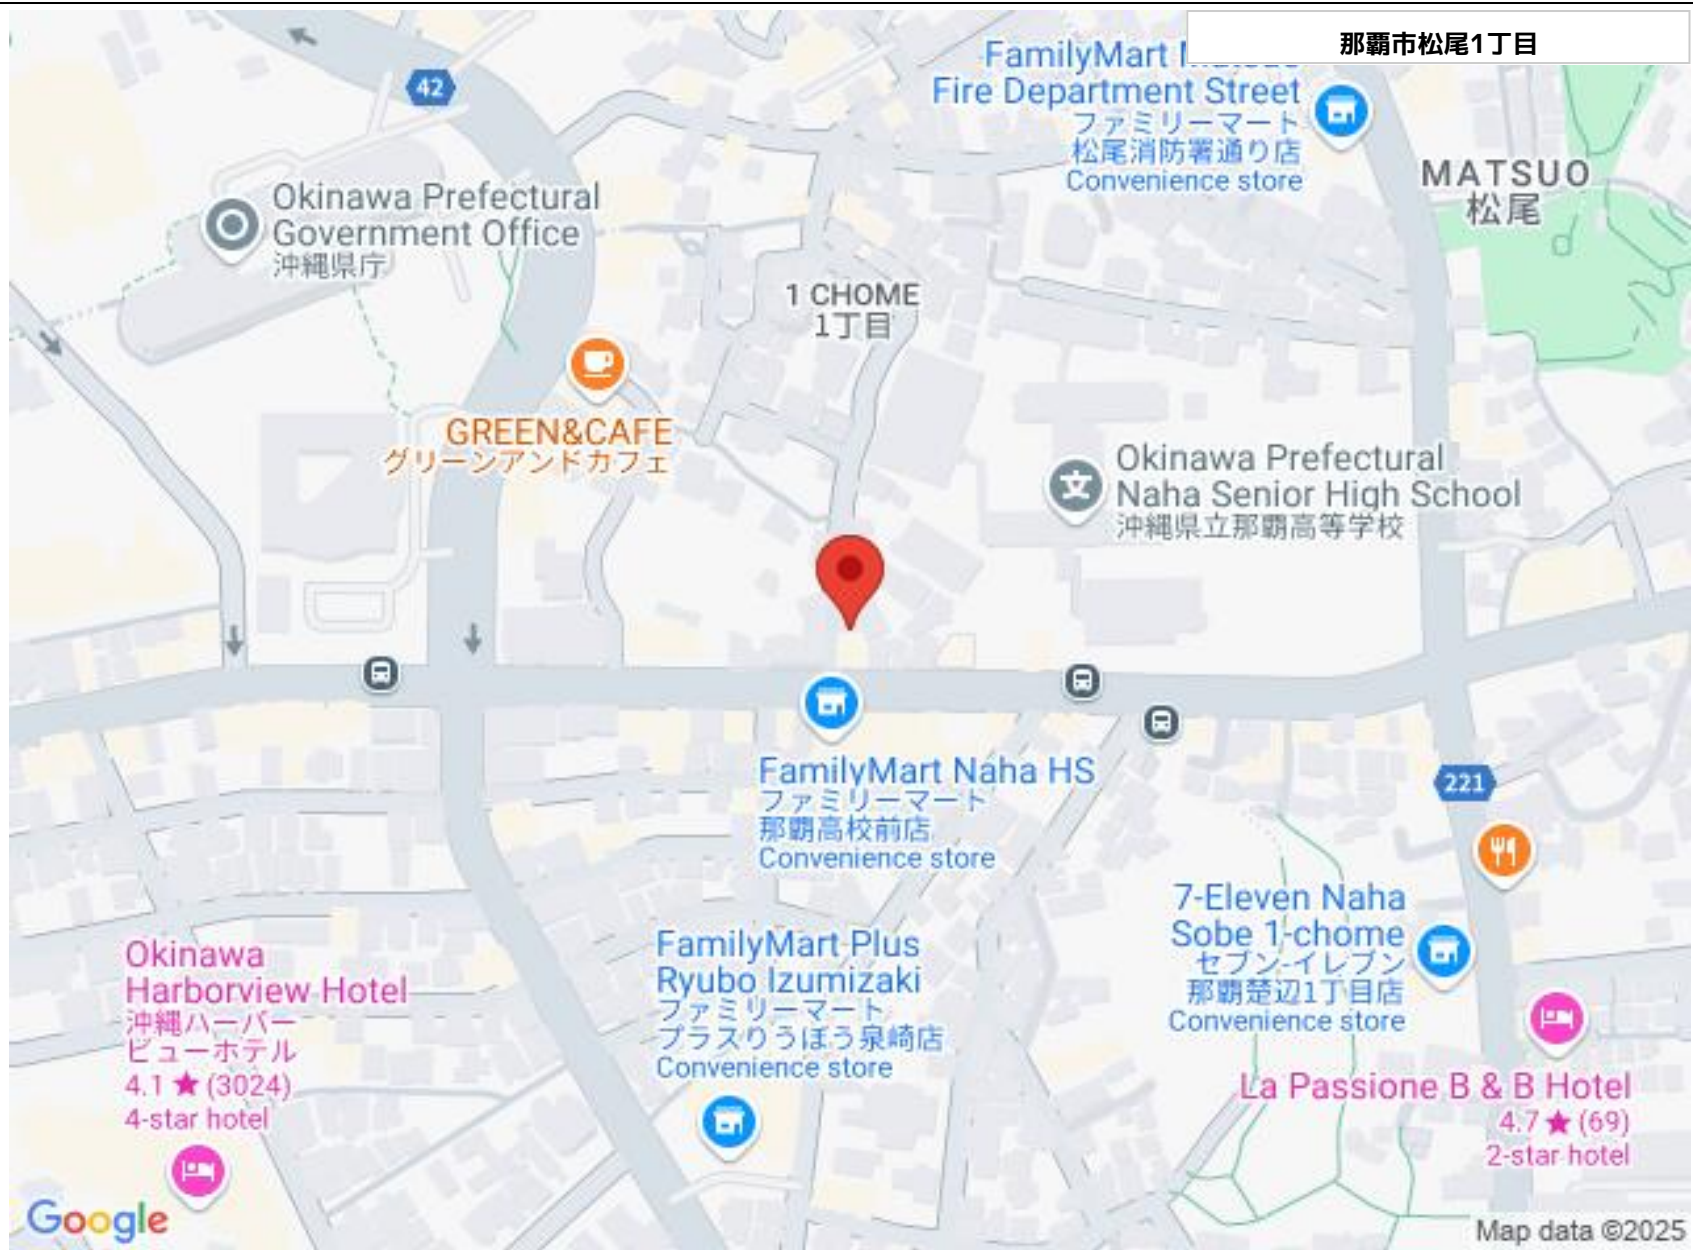 那覇市松尾1丁目
42
FamilyMart
Fire Department Street
ファミリーマート
松尾消防署通り店
Convenience store
MATSUO
松尾
Okinawa Prefectural
Government Office
沖縄県庁
1 CHOME
1丁目
GREEN&CAFE
グリーンアンドカフェ
Okinawa Prefectural
Naha Senior High School
沖縄県立那覇高等学校
FamilyMart Naha HS
ファミリーマート
那覇高校前店
Convenience store
221
7-Eleven Naha
Sobe 1-chome
セブン-イレブン
那覇楚辺1丁目店
Convenience store
FamilyMart Plus
Ryubo Izumizaki
ファミリーマート
プラスりうぼう泉崎店
Convenience store
Okinawa
Harborview Hotel
沖縄ハーバー
ビューホテル
4.1 ★ (3024)
4-star hotel
La Passione B & B Hotel
4.7 ★ (69)
2-star hotel
Google
Map data ©2025